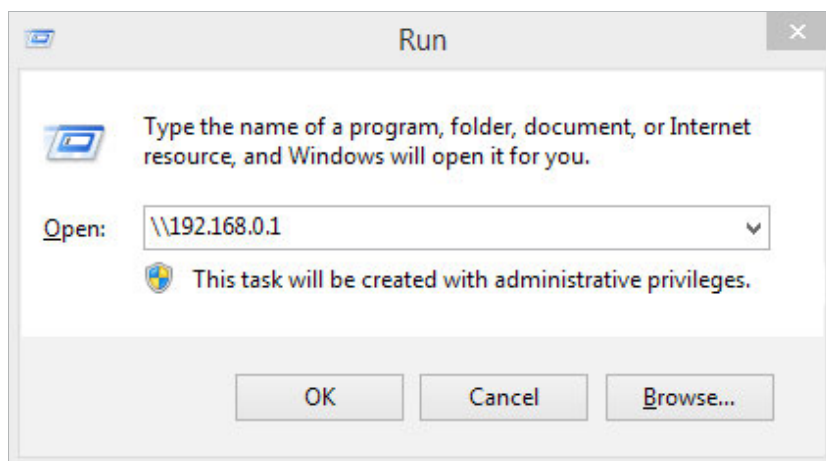 Run
Type the name of a program, folder, document, or Internet
resource, and Windows will open it for you.
Open: \\192.168.0.1
This task will be created with administrative privileges.
OK Cancel Browse...